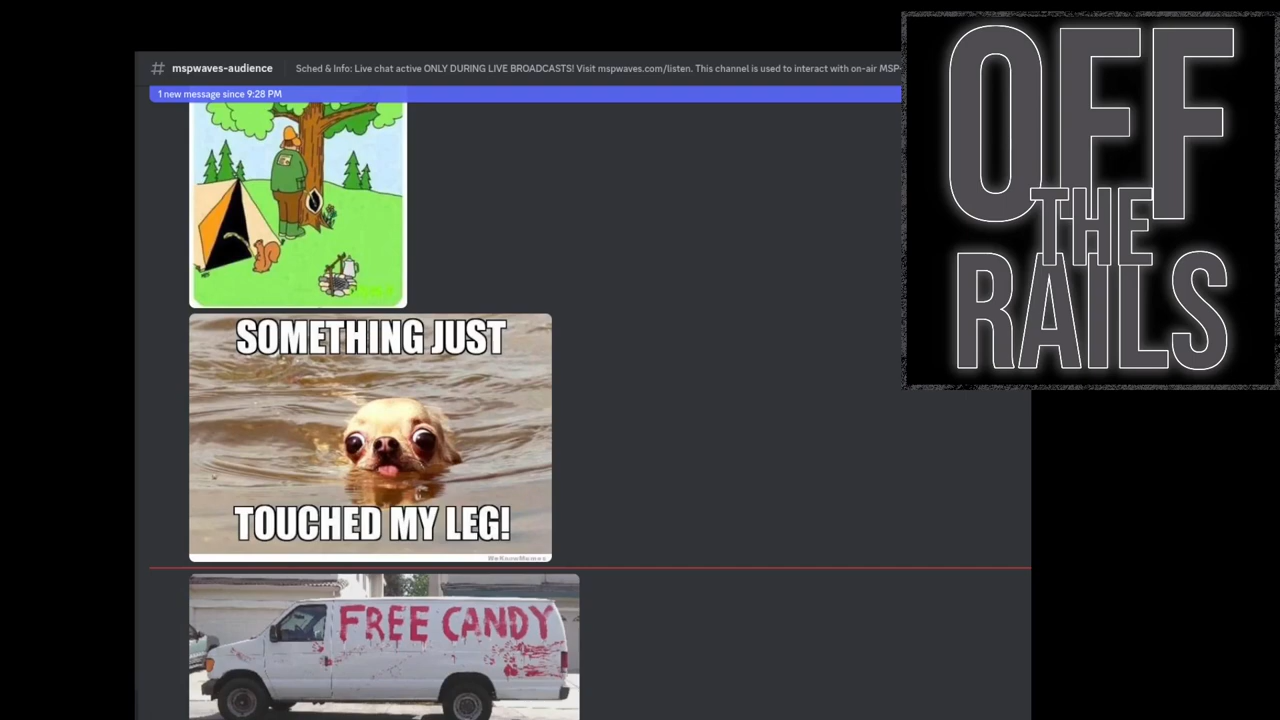 # mspwaves-audience
Sched & Info: Live chat active ONLY DURING LIVE BROADCASTS! Visit mspwaves.com/listen. This channel is used to interact with on-air MSP
1 new message since 9:28 PM
OFF
THE
RAILS
SOMETHING JUST
TOUCHED MY LEG!
WeKnowMemes
FREE CANDY